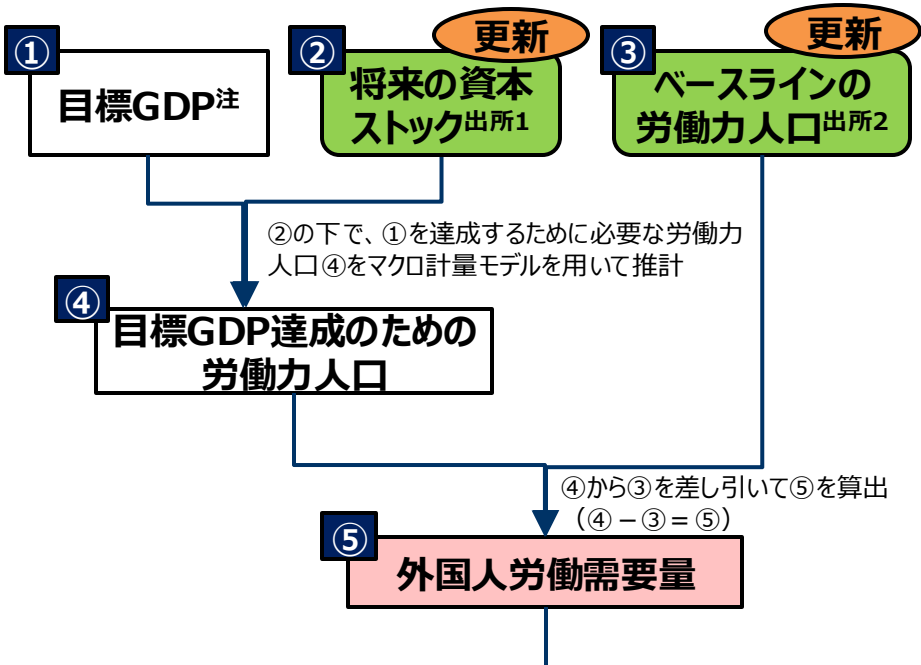 ①
目標GDP注
②
更新
将来の資本
ストック出所1
③
更新
ベースラインの
労働力人口出所2
②の下で、①を達成するために必要な労働力
人口④をマクロ計量モデルを用いて推計
④
目標GDP達成のための
労働力人口
④から③を差し引いて⑤を算出
（④－③＝⑤）
⑤
外国人労働需要量